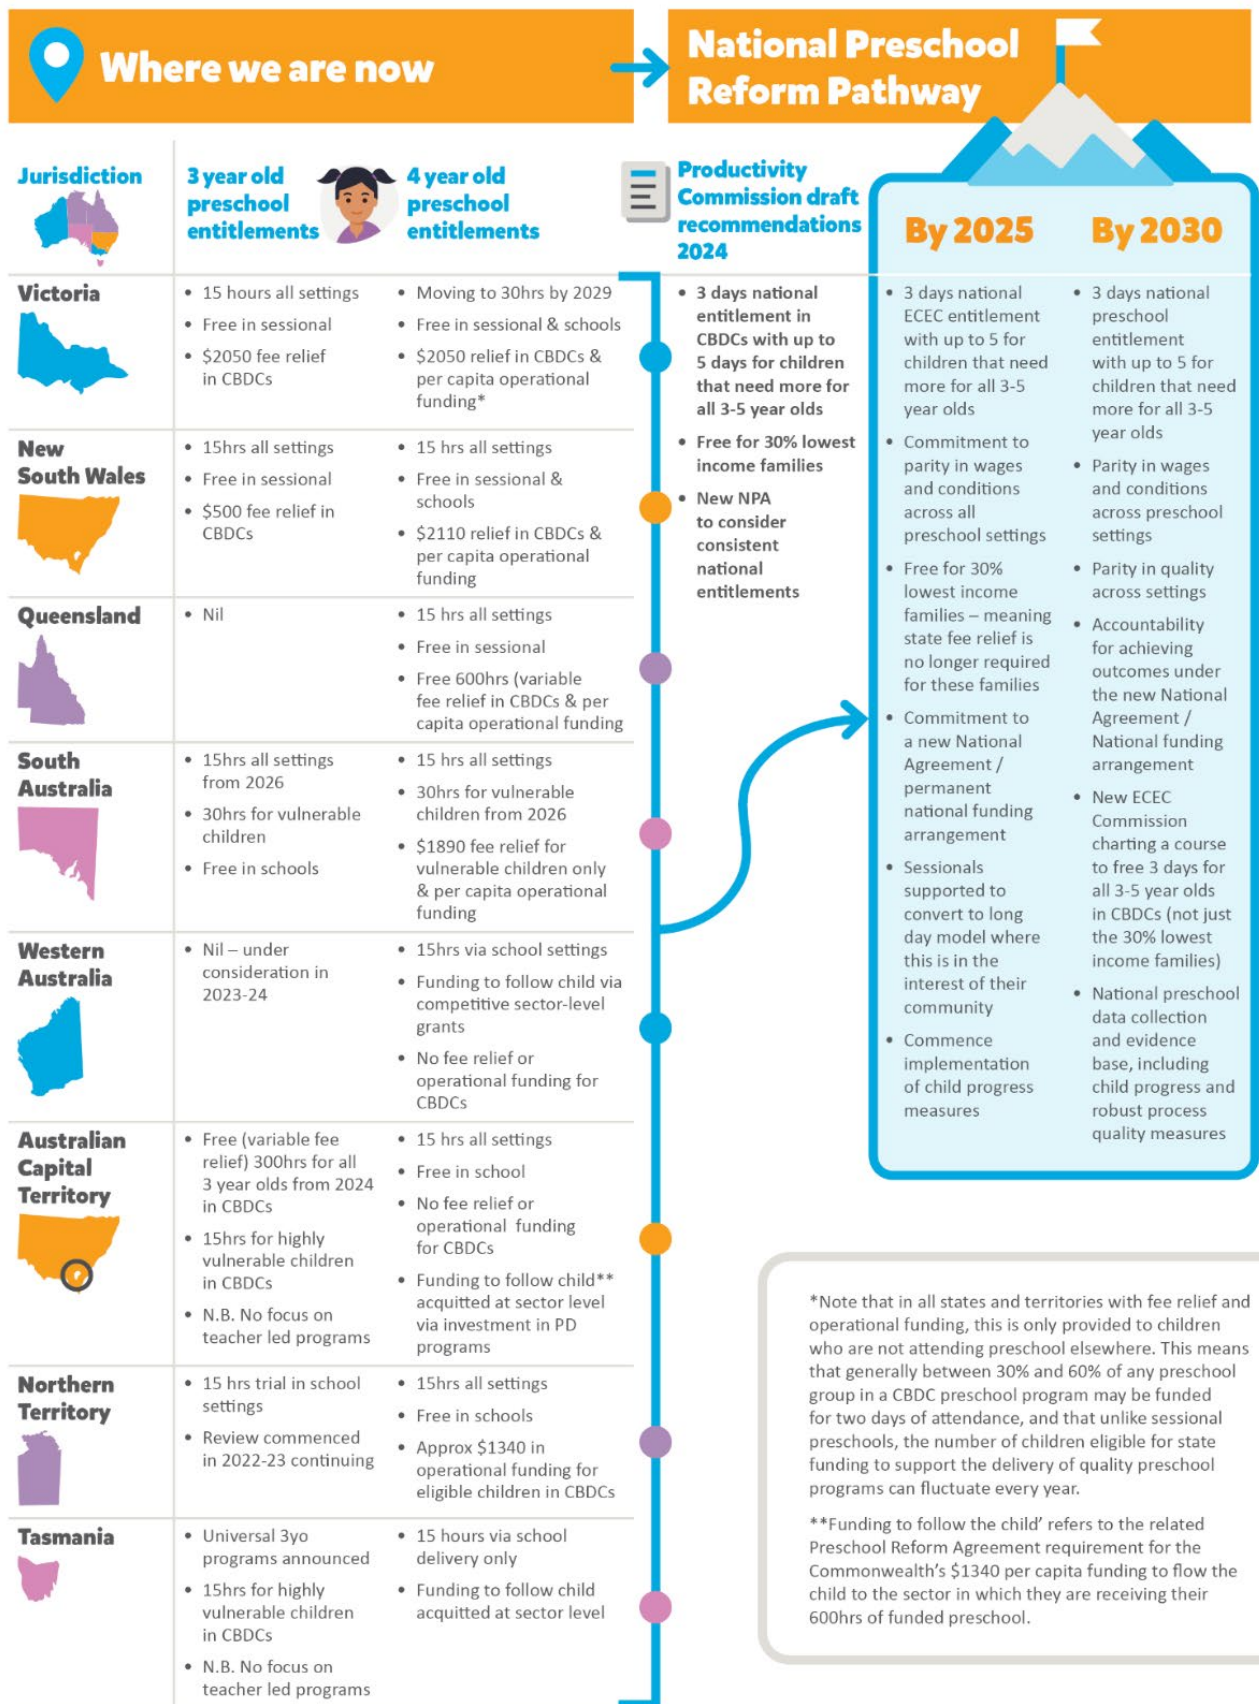 Where we are now
National Preschool
Reform Pathway
Jurisdiction
3 year old
preschool
entitlements
4 year old
preschool
entitlements
Productivity
Commission draft
recommendations
2024
By 2025
By 2030
Victoria
• 15 hours all settings
• Free in sessional
• $2050 fee relief
in CBDCs
• Moving to 30hrs by 2029
• Free in sessional & schools
• $2050 relief in CBDCs &
per capita operational
funding*
New
South Wales
• 15hrs all settings
• Free in sessional
• $500 fee relief in
CBDCs
• 15 hrs all settings
• Free in sessional &
schools
• $2110 relief in CBDCs &
per capita operational
funding
Queensland
• Nil
• 15 hrs all settings
• Free in sessional
• Free 600hrs (variable
fee relief in CBDCs & per
capita operational funding
South
Australia
• 15hrs all settings
from 2026
• 30hrs for vulnerable
children
• Free in schools
• 15 hrs all settings
• 30hrs for vulnerable
children from 2026
• $1890 fee relief for
vulnerable children only
& per capita operational
funding
Western
Australia
• Nil – under
consideration in
2023-24
• 15hrs via school settings
• Funding to follow child via
competitive sector-level
grants
• No fee relief or
operational funding for
CBDCs
Australian
Capital
Territory
• Free (variable fee
relief) 300hrs for all
3 year olds from 2024
in CBDCs
• 15hrs for highly
vulnerable children
in CBDCs
• N.B. No focus on
teacher led programs
• 15 hrs all settings
• Free in school
• No fee relief or
operational funding
for CBDCs
• Funding to follow child**
acquitted at sector level
via investment in PD
programs
Northern
Territory
• 15 hrs trial in school
settings
• Review commenced
in 2022-23 continuing
• 15hrs all settings
• Free in schools
• Approx $1340 in
operational funding for
eligible children in CBDCs
Tasmania
• Universal 3yo
programs announced
• 15hrs for highly
vulnerable children
in CBDCs
• N.B. No focus on
teacher led programs
• 15 hours via school
delivery only
• Funding to follow child
acquitted at sector level
• 3 days national
entitlement in
CBDCs with up to
5 days for children
that need more for
all 3-5 year olds
• Free for 30% lowest
income families
• New NPA
to consider
consistent
national
entitlements
• 3 days national
ECEC entitlement
with up to 5 for
children that need
more for all 3-5
year olds
• Commitment to
parity in wages
and conditions
across all
preschool settings
• Free for 30%
lowest income
families – meaning
state fee relief is
no longer required
for these families
• Commitment to
a new National
Agreement /
permanent
national funding
arrangement
• Sessionals
supported to
convert to long
day model where
this is in the
interest of their
community
• Commence
implementation
of child progress
measures
• 3 days national
preschool
entitlement
with up to 5 for
children that need
more for all 3-5
year olds
• Parity in wages
and conditions
across preschool
settings
• Parity in quality
across settings
• Accountability
for achieving
outcomes under
the new National
Agreement /
National funding
arrangement
• New ECEC
Commission
charting a course
to free 3 days for
all 3-5 year olds
in CBDCs (not just
the 30% lowest
income families)
• National preschool
data collection
and evidence
base, including
child progress and
robust process
quality measures
*Note that in all states and territories with fee relief and
operational funding, this is only provided to children
who are not attending preschool elsewhere. This means
that generally between 30% and 60% of any preschool
group in a CBDC preschool program may be funded
for two days of attendance, and that unlike sessional
preschools, the number of children eligible for state
funding to support the delivery of quality preschool
programs can fluctuate every year.
**Funding to follow the child’ refers to the related
Preschool Reform Agreement requirement for the
Commonwealth’s $1340 per capita funding to flow the
child to the sector in which they are receiving their
600hrs of funded preschool.